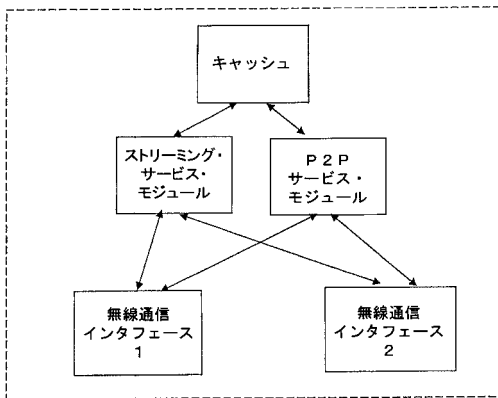 キャッシュ
ストリーミング・
サービス・
モジュール
P2P
サービス・
モジュール
無線通信
インタフェース
1
無線通信
インタフェース
2